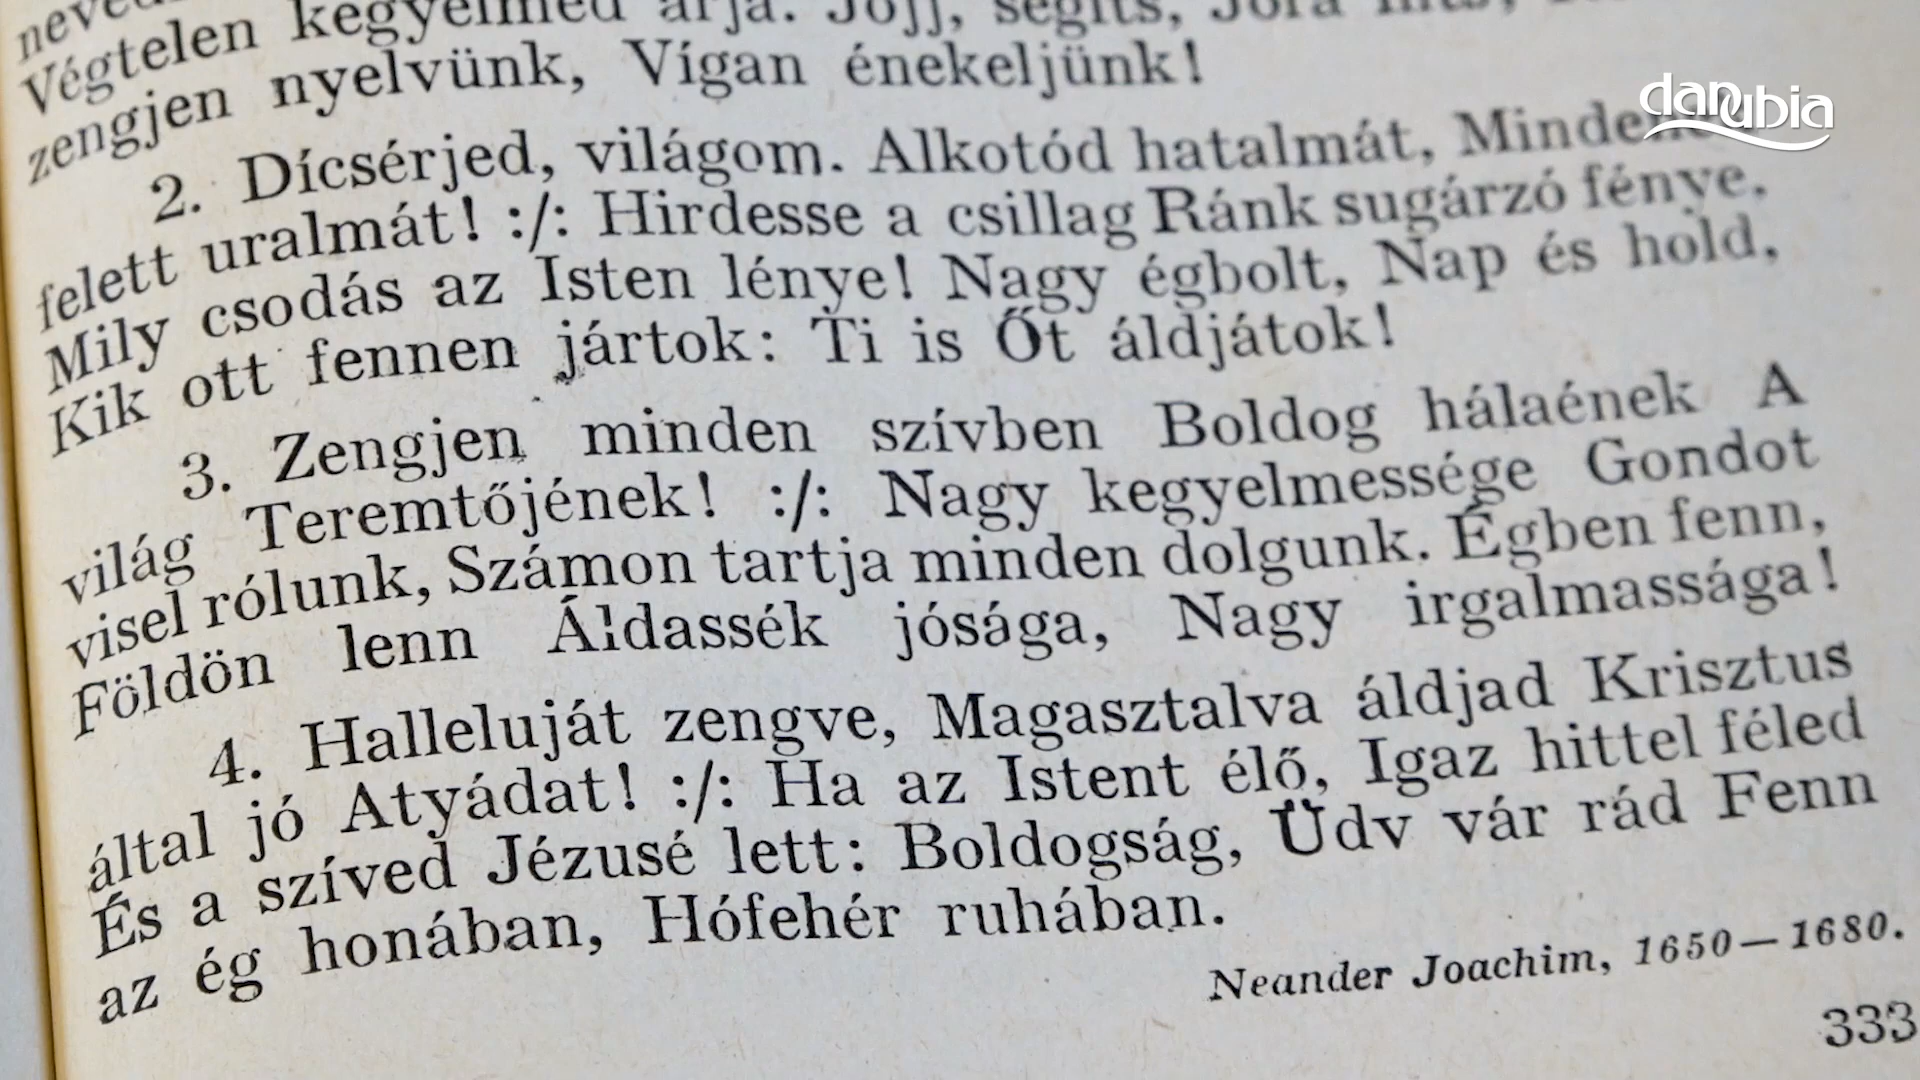 Végtelen kegyelmed árja. Jöjj, segíts,
zengjen nyelvünk, Vígan énekeljünk!
2. Dícsérjed, világom. Alkotód hatalmát,
felett uralmát! :/: Hirdesse a csillag Ránk sugárzó fénye,
Mily csodás az Isten lénye! Nagy égbolt, Nap és hold,
Kik ott fennen jártok: Ti is Őt áldjátok!
3. Zengjen minden szívben Boldog hálaének A
világ Teremtőjének! :/: Nagy kegyelmessége Gondot
visel rólunk, Számon tartja minden dolgunk. Égben fenn,
Földön lenn Áldassék jósága, Nagy irgalmassága!
4. Halleluját zengve, Magasztalva áldjad Krisztus
által jó Atyádat! :/: Ha az Istent élő, Igaz hittel féled
És a szíved Jézusé lett: Boldogság, Üdv vár rád Fenn
az ég honában, Hófehér ruhában.
Neander Joachim, 1650—1680.
333
danubia